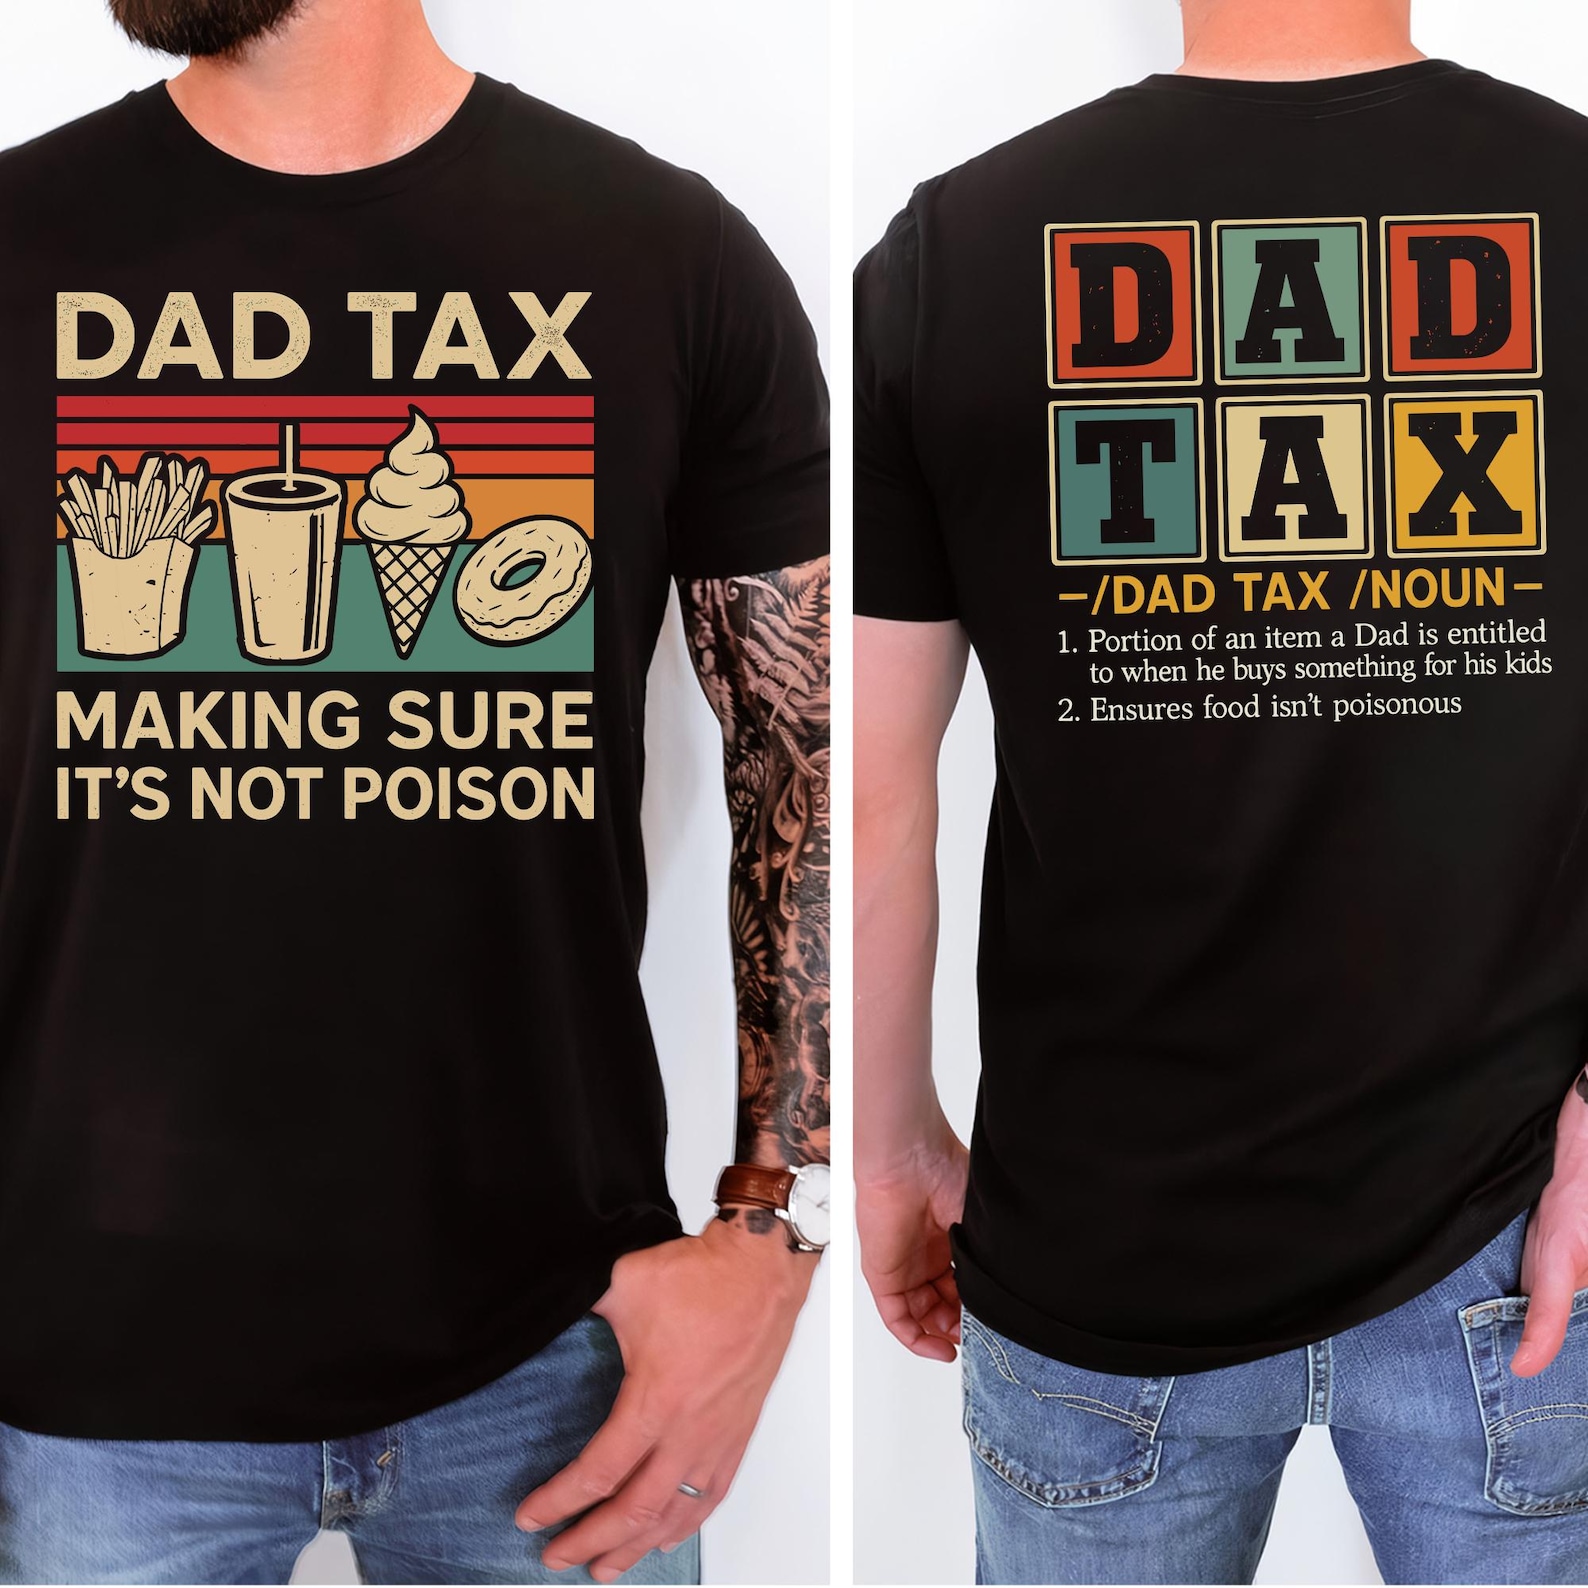 DAD TAX
MAKING SURE
IT'S NOT POISON
DAD
TAX
–/DAD TAX /NOUN–
1. Portion of an item a Dad is entitled
to when he buys something for his kids
2. Ensures food isn't poisonous